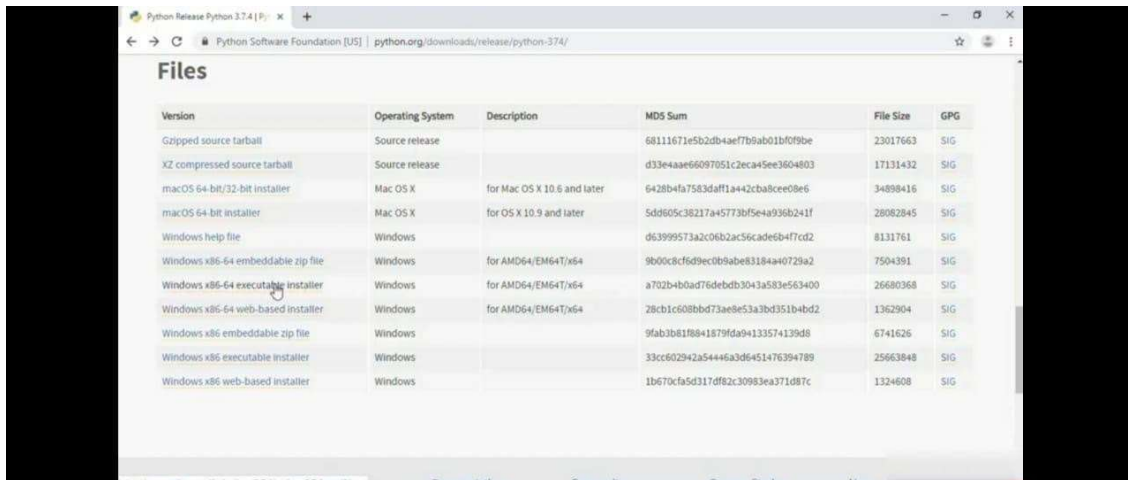 Python Release Python 3.7.4 | Py
Python Software Foundation [US] | python.org/downloads/release/python-374/
Files
Version Operating System Description MD5 Sum File Size GPG
Gzipped source tarball Source release 68111671e5b2db4aef7b9ab01bf0f9be 23017663 SIG
XZ compressed source tarball Source release d33e4aae66097051c2eca45ee3604803 17131432 SIG
macOS 64-bit/32-bit installer Mac OS X for Mac OS X 10.6 and later 6428b4fa7583daff1a442cba8cee08e6 34898416 SIG
macOS 64-bit installer Mac OS X for OS X 10.9 and later 5dd605c38217a45773bf5e4a936b241f 28082845 SIG
Windows help file Windows d63999573a2c06b2ac56cade6b4f7cd2 8131761 SIG
Windows x86-64 embeddable zip file Windows for AMD64/EM64T/x64 9b00c8cf6d9ec0b9abe83184a40729a2 7504391 SIG
Windows x86-64 executable installer Windows for AMD64/EM64T/x64 a702b4b0ad76debdb3043a583e563400 26680368 SIG
Windows x86-64 web-based installer Windows for AMD64/EM64T/x64 28cb1c608bbd73ae8e53a3bd351b4bd2 1362904 SIG
Windows x86 embeddable zip file Windows 9fab3b81f8841879fda94133574139d8 6741626 SIG
Windows x86 executable installer Windows 33cc602942a54446a3d6451476394789 25663848 SIG
Windows x86 web-based installer Windows 1b670cfa5d317df82c30983ea371d87c 1324608 SIG